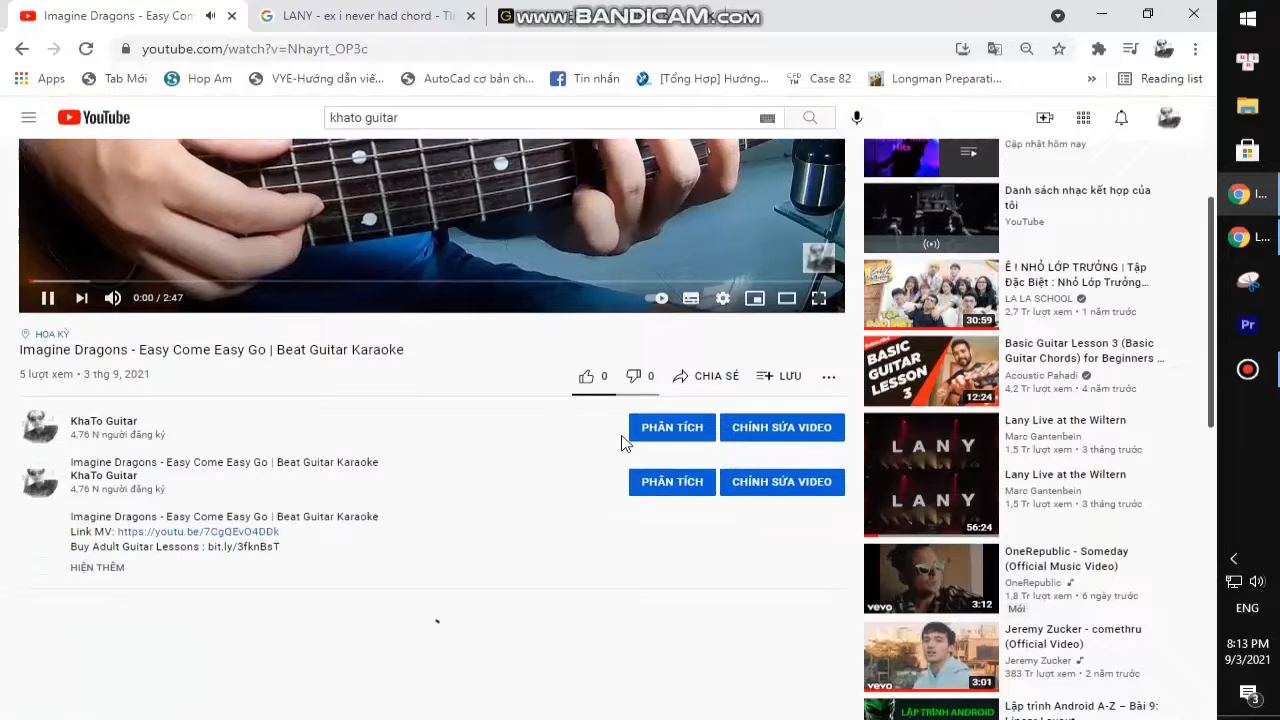 Imagine Dragons - Easy Com
LANY - ex i never had chord - T
WWW.BANDICAM.COM
youtube.com/watch?v=Nhayrt_OP3c
Apps
Tab Mới
Hop Am
VYE-Hướng dẫn viế...
AutoCad cơ bản ch...
Tin nhắn
[Tổng Hợp] Hướng...
Case 82
Longman Preparati...
»
Reading list
YouTube
khato guitar
Hits
Cập nhật hôm nay
Danh sách nhạc kết hợp của
tôi
YouTube
Ê ! NHỎ LỚP TRƯỞNG | Tập
Đặc Biệt : Nhỏ Lớp Trưởng...
LA LA SCHOOL
2,7 Tr lượt xem • 1 năm trước
30:59
BASIC
GUITAR
LESSON
3
12:24
Basic Guitar Lesson 3 (Basic
Guitar Chords) for Beginners ...
Acoustic Pahadi
4,2 Tr lượt xem • 4 năm trước
LANY
Lany Live at the Wiltern
Marc Gantenbein
1,5 Tr lượt xem • 3 tháng trước
LANY
56:24
Lany Live at the Wiltern
Marc Gantenbein
1,5 Tr lượt xem • 3 tháng trước
vevo
3:12
OneRepublic - Someday
(Official Music Video)
OneRepublic
1,8 Tr lượt xem • 6 ngày trước
Mới
vevo
3:01
Jeremy Zucker - comethru
(Official Video)
Jeremy Zucker
383 Tr lượt xem • 2 năm trước
LẬP TRÌNH ANDROID
Lập trình Android A-Z – Bài 9:
Linear Layout
0:00 / 2:47
HOA KỲ
Imagine Dragons - Easy Come Easy Go | Beat Guitar Karaoke
5 lượt xem • 3 thg 9, 2021
0
0
CHIA SẺ
LƯU
KhaTo Guitar
4,76 N người đăng ký
PHÂN TÍCH
CHỈNH SỬA VIDEO
Imagine Dragons - Easy Come Easy Go | Beat Guitar Karaoke
KhaTo Guitar
4,76 N người đăng ký
PHÂN TÍCH
CHỈNH SỬA VIDEO
Imagine Dragons - Easy Come Easy Go | Beat Guitar Karaoke
Link MV: https://youtu.be/7CgQEvO4DDk
Buy Adult Guitar Lessons : bit.ly/3fknBsT
HIỆN THÊM
I...
L...
Pr
ENG
8:13 PM
9/3/2021
3